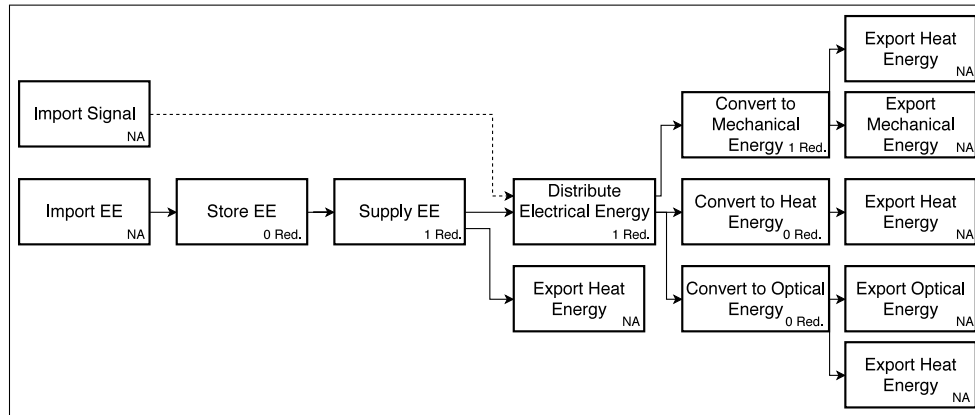 Export Heat
Energy
NA
Import Signal
NA
Convert to
Mechanical
Energy
1 Red.
Export
Mechanical
Energy
NA
Import EE
NA
Store EE
0 Red.
Supply EE
1 Red.
Distribute
Electrical Energy
1 Red.
Convert to Heat
Energy
0 Red.
Export Heat
Energy
NA
Export Heat
Energy
NA
Convert to Optical
Energy
0 Red.
Export Optical
Energy
NA
Export Heat
Energy
NA